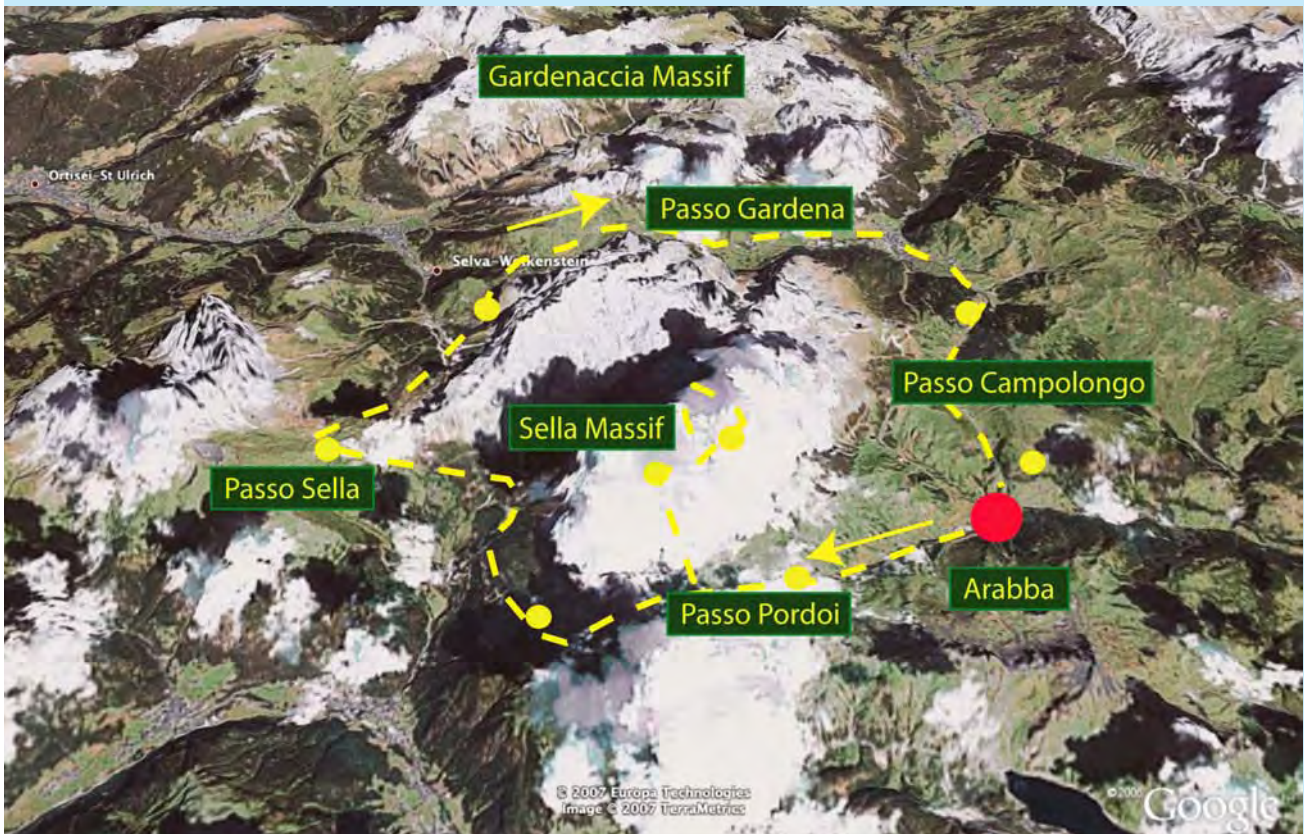 Gardenaccia Massif
Ortisei-St Ulrich
Passo Gardena
Selva-Wolkenstein
Passo Campolongo
Sella Massif
Passo Sella
Arabba
Passo Pordoi
© 2007 Europa Technologies
Image © 2007 TerraMetrics
Google